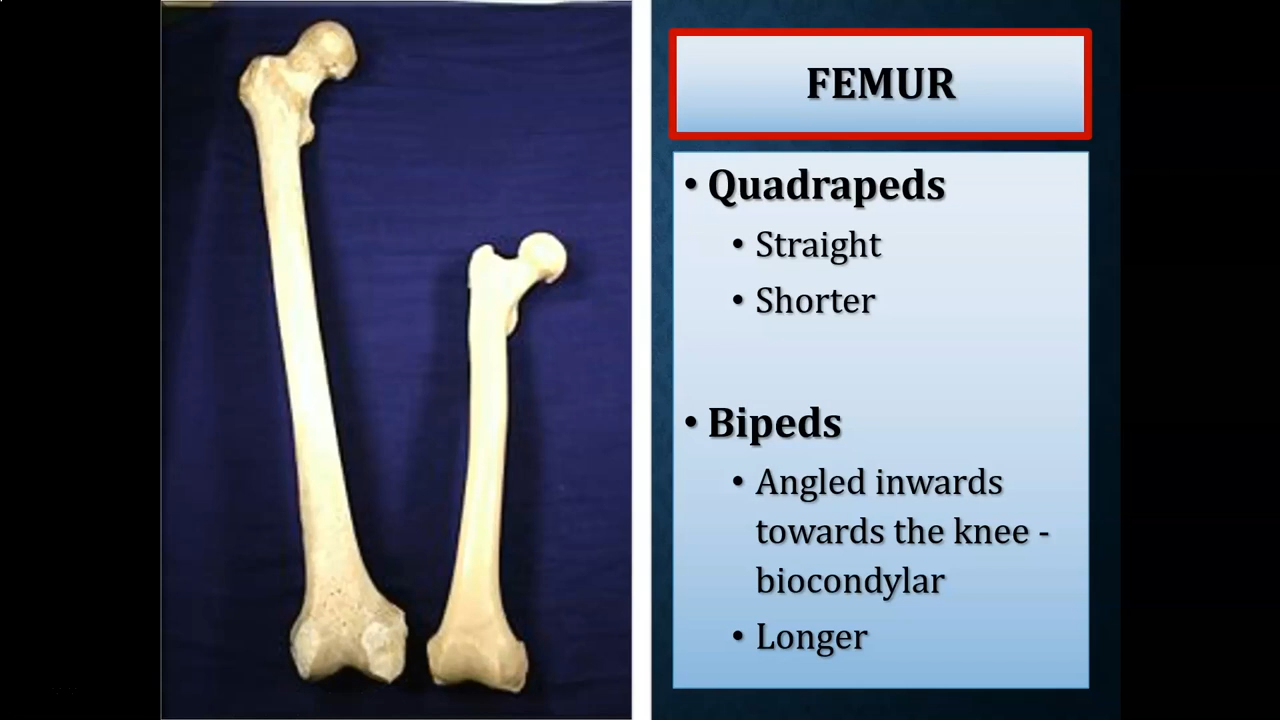 FEMUR
• Quadrapeds
• Straight
• Shorter
• Bipeds
• Angled inwards
towards the knee -
biocondylar
• Longer